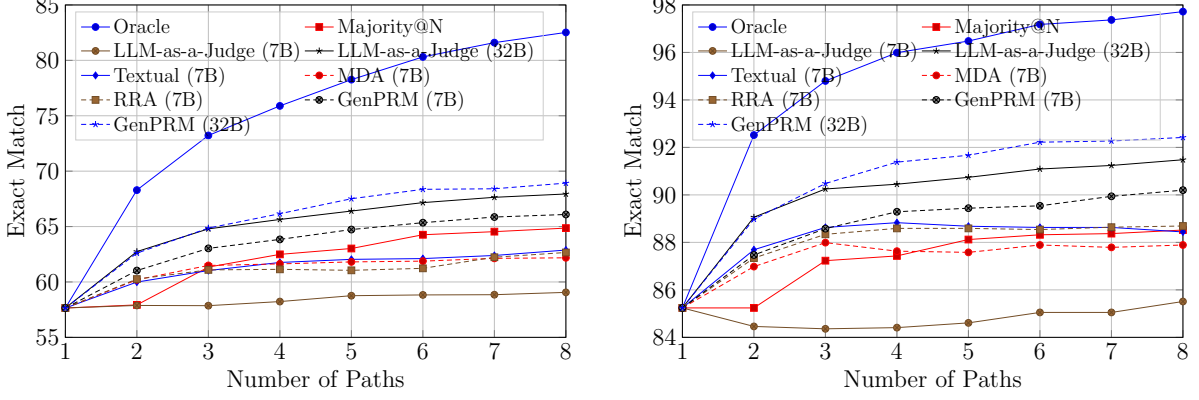 85
80
75
70
65
60
55
Exact Match
Oracle
Majority@N
LLM-as-a-Judge (7B)
LLM-as-a-Judge (32B)
Textual (7B)
MDA (7B)
RRA (7B)
GenPRM (7B)
GenPRM (32B)
1 2 3 4 5 6 7 8
Number of Paths
98
96
94
92
90
88
86
84
Exact Match
Oracle
Majority@N
LLM-as-a-Judge (7B)
LLM-as-a-Judge (32B)
Textual (7B)
MDA (7B)
RRA (7B)
GenPRM (7B)
GenPRM (32B)
1 2 3 4 5 6 7 8
Number of Paths